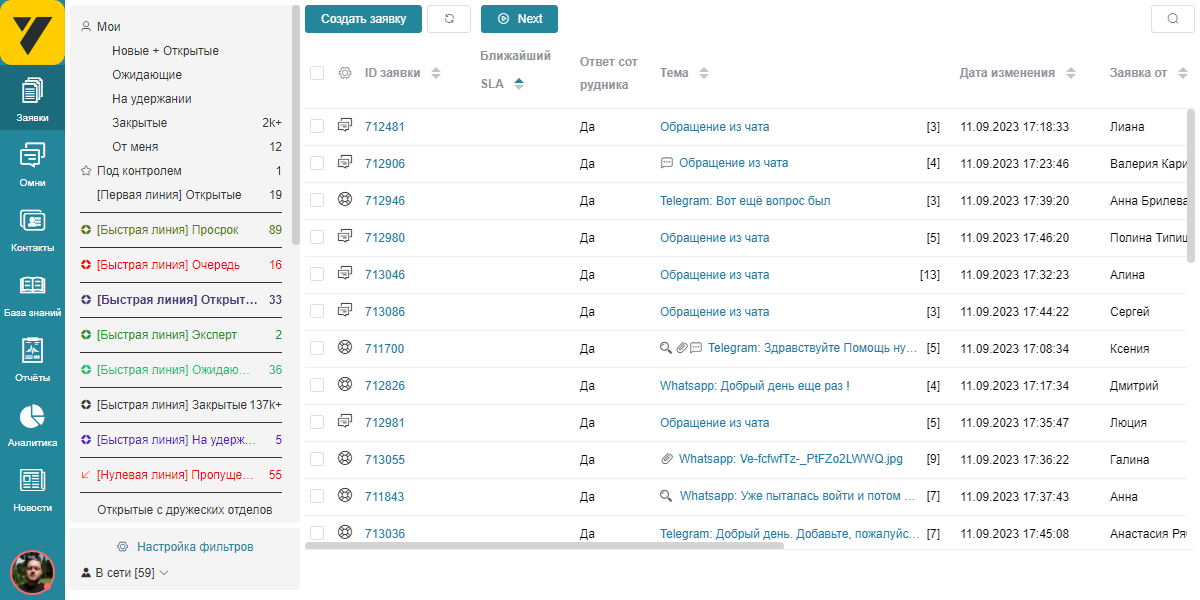 Заявки
Омни
Контакты
База знаний
Отчёты
Аналитика
Новости
Мои
Новые + Открытые
Ожидающие
На удержании
Закрытые 2k+
От меня 12
Под контролем 1
[Первая линия] Открытые 19
[Быстрая линия] Просрок 89
[Быстрая линия] Очередь 16
[Быстрая линия] Открыт... 33
[Быстрая линия] Эксперт 2
[Быстрая линия] Ожидаю... 36
[Быстрая линия] Закрытые 137k+
[Быстрая линия] На удерж... 5
[Нулевая линия] Пропуще... 55
Открытые с дружеских отделов
Настройка фильтров
В сети [59]
Создать заявку Next
ID заявки Ближайший SLA Ответ сотрудника Тема Дата изменения Заявка от
712481 Да Обращение из чата [3] 11.09.2023 17:18:33 Лиана
712906 Да Обращение из чата [4] 11.09.2023 17:23:46 Валерия Кари
712946 Да Telegram: Вот ещё вопрос был [3] 11.09.2023 17:39:20 Анна Брилева
712980 Да Обращение из чата [5] 11.09.2023 17:46:20 Полина Типиц
713046 Да Обращение из чата [13] 11.09.2023 17:32:23 Алина
713086 Да Обращение из чата [3] 11.09.2023 17:44:22 Сергей
711700 Да Telegram: Здравствуйте Помощь ну... [5] 11.09.2023 17:08:34 Ксения
712826 Да Whatsapp: Добрый день еще раз ! [4] 11.09.2023 17:17:34 Дмитрий
712981 Да Обращение из чата [5] 11.09.2023 17:35:47 Люция
713055 Да Whatsapp: Ve-fcfwfTz-_PtFZo2LWWQ.jpg [9] 11.09.2023 17:36:22 Галина
711843 Да Whatsapp: Уже пыталась войти и потом ... [7] 11.09.2023 17:37:43 Анна
713036 Да Telegram: Добрый день. Добавьте, пожалуйс... [7] 11.09.2023 17:45:08 Анастасия Ря